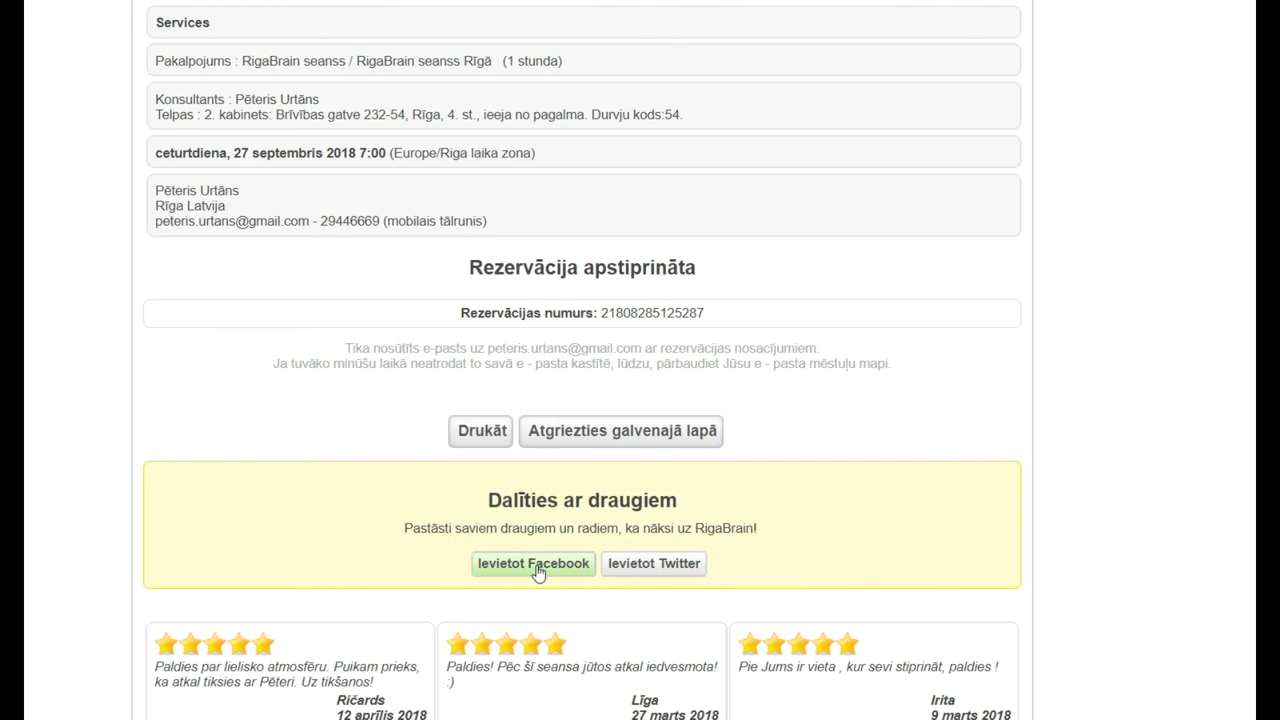 Services
Pakalpojums : RigaBrain seanss / RigaBrain seanss Rīgā (1 stunda)
Konsultants : Pēteris Urtāns
Telpas : 2. kabinets: Brīvības gatve 232-54, Rīga, 4. st., ieeja no pagalma. Durvju kods:54.
ceturtdiena, 27 septembris 2018 7:00 (Europe/Riga laika zona)
Pēteris Urtāns
Rīga Latvija
peteris.urtans@gmail.com - 29446669 (mobilais tālrunis)
Rezervācija apstiprināta
Rezervācijas numurs: 21808285125287
Tika nosūtīts e-pasts uz peteris.urtans@gmail.com ar rezervācijas nosacījumiem.
Ja tuvāko minūšu laikā neatrodat to savā e - pasta kastītē, lūdzu, pārbaudiet Jūsu e - pasta mēstuļu mapi.
Drukāt Atgriezties galvenajā lapā
Dalīties ar draugiem
Pastāsti saviem draugiem un radiem, ka nāksi uz RigaBrain!
Ievietot Facebook Ievietot Twitter
Paldies par lielisko atmosfēru. Puikam prieks,
ka atkal tiksies ar Pēteri. Uz tikšanos!
Ričards
12 aprīlis 2018
Paldies! Pēc šī seansa jūtos atkal iedvesmota!
:)
Līga
27 marts 2018
Pie Jums ir vieta , kur sevi stiprināt, paldies !
Irita
9 marts 2018